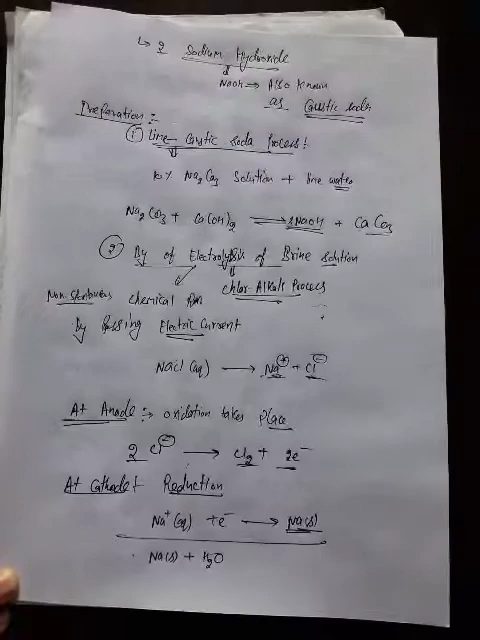 ↳ 2 Sodium Hydroxide
NaOH ⇒ Also known
as Caustic soda
Preparation :-
① Lime- Caustic soda Process:
10% Na2CO3 Solution + lime water
Na2CO3 + Ca(OH)2 ⇌ 2NaOH + CaCO3
② By of Electrolysis of Brine solution
Chlor Alkali Process
Non chemical
By Passing Electric Current
NaCl (aq) → Na⊕ + Cl⊖
At Anode :→ oxidation takes place
2 Cl⊖ → Cl2 + 2e⁻
At Cathode Reduction
Na⁺(aq) + e⁻ → Na(s)
Na(s) + H2O